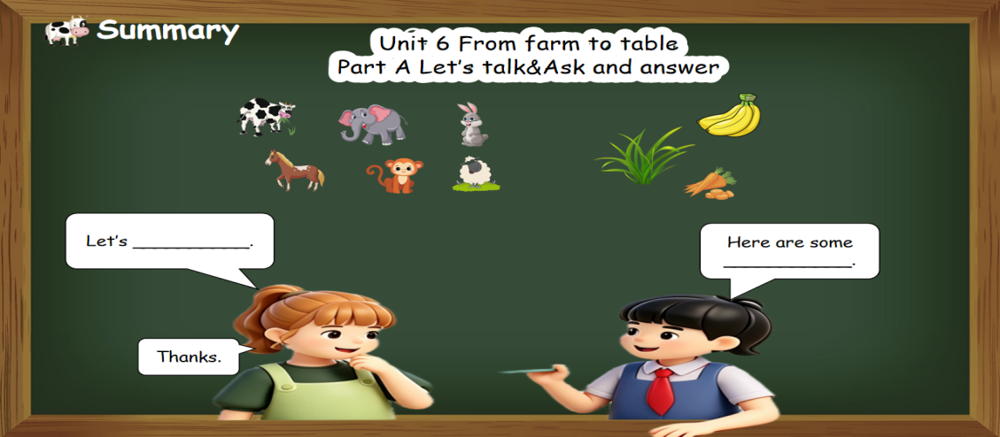 Summary
Unit 6 From farm to table
Part A Let's talk&Ask and answer
Let's ____________.
Here are some
_____________.
Thanks.